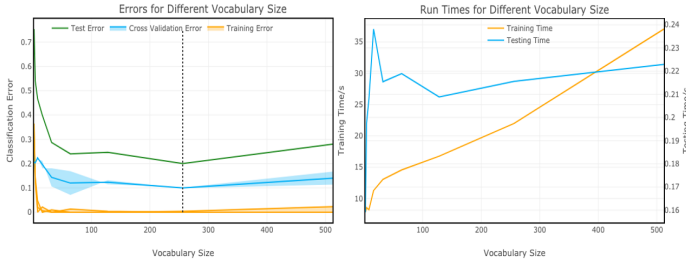 Errors for Different Vocabulary Size
Test Error Cross Validation Error Training Error
Classification Error
0.7
0.6
0.5
0.4
0.3
0.2
0.1
0
100 200 300 400 500
Vocabulary Size
Run Times for Different Vocabulary Size
Training Time
Testing Time
Training Time/s
35
30
25
20
15
10
0.24
0.23
0.22
0.21
0.2
0.19
0.18
0.17
0.16
Testing Time/s
100 200 300 400 500
Vocabulary Size